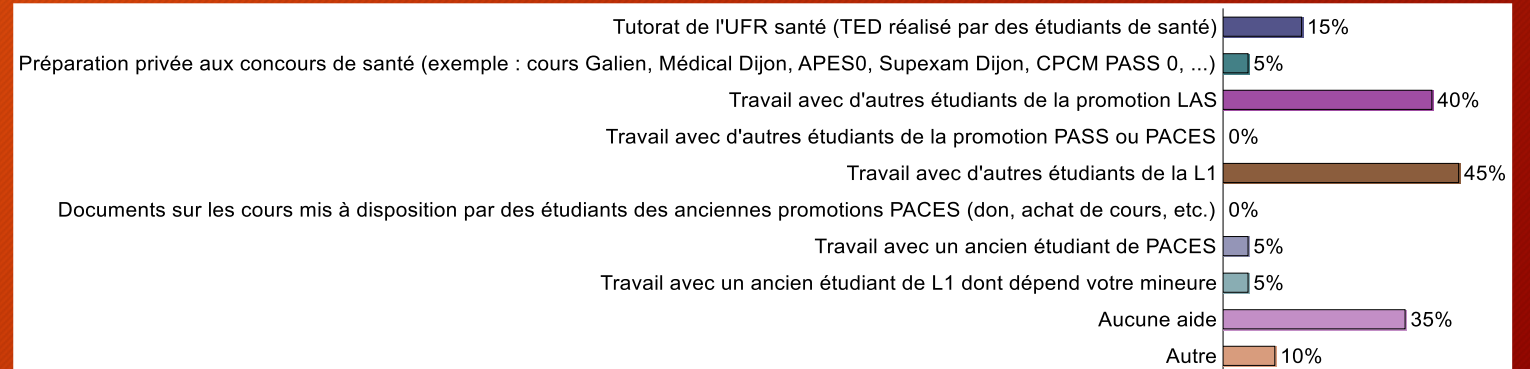 Tutorat de l'UFR santé (TED réalisé par des étudiants de santé) 15%
Préparation privée aux concours de santé (exemple : cours Galien, Médical Dijon, APES0, Supexam Dijon, CPCM PASS 0, ...) 5%
Travail avec d'autres étudiants de la promotion LAS 40%
Travail avec d'autres étudiants de la promotion PASS ou PACES 0%
Travail avec d'autres étudiants de la L1 45%
Documents sur les cours mis à disposition par des étudiants des anciennes promotions PACES (don, achat de cours, etc.) 0%
Travail avec un ancien étudiant de PACES 5%
Travail avec un ancien étudiant de L1 dont dépend votre mineure 5%
Aucune aide 35%
Autre 10%